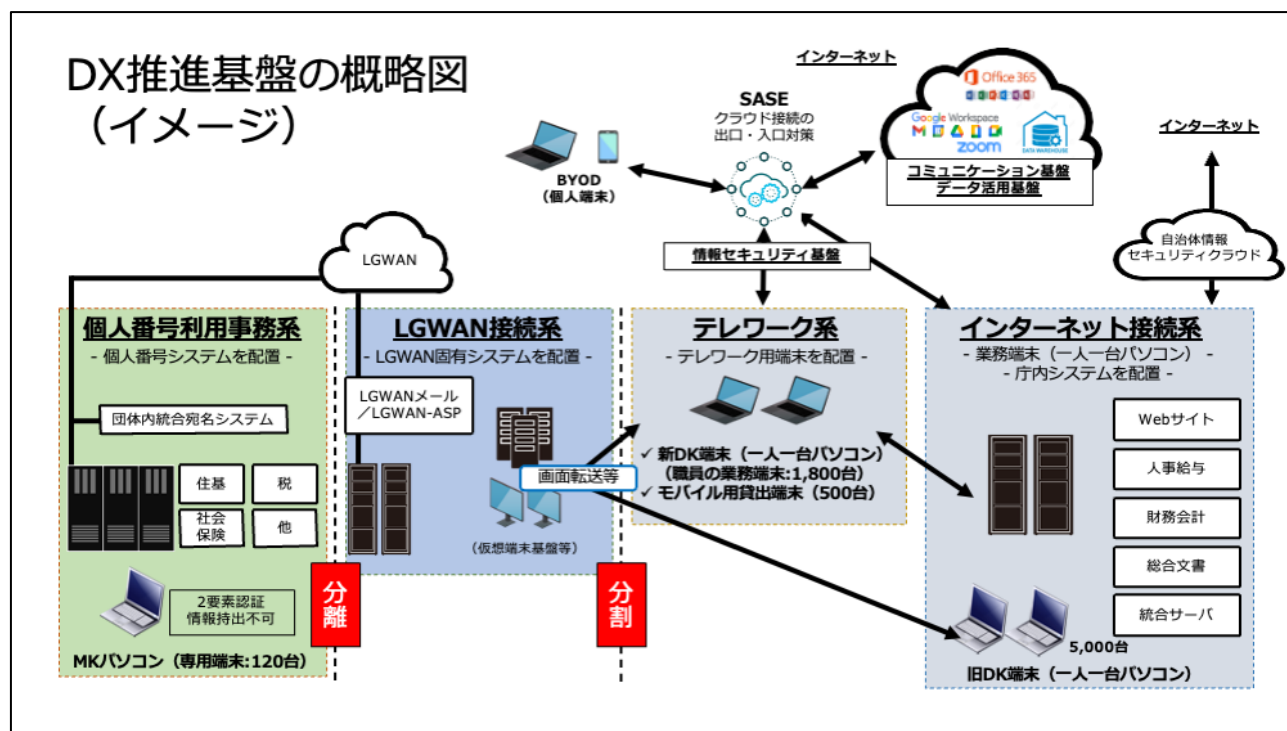 DX推進基盤の概略図
（イメージ）
インターネット
Office 365
Google Workspace
zoom
DATA WAREHOUSE
コミュニケーション基盤
データ活用基盤
SASE
クラウド接続の
出口・入口対策
BYOD
（個人端末）
インターネット
自治体情報
セキュリティクラウド
LGWAN
情報セキュリティ基盤
個人番号利用事務系
- 個人番号システムを配置 -
団体内統合宛名システム
住基
税
社会
保険
他
2要素認証
情報持出不可
MKパソコン（専用端末:120台）
分離
LGWAN接続系
- LGWAN固有システムを配置 -
LGWANメール
／LGWAN-ASP
画面転送等
（仮想端末基盤等）
分割
テレワーク系
- テレワーク用端末を配置 -
✓ 新DK端末（一人一台パソコン）
（職員の業務端末:1,800台）
✓ モバイル用貸出端末（500台）
インターネット接続系
- 業務端末（一人一台パソコン） -
- 庁内システムを配置 -
Webサイト
人事給与
財務会計
総合文書
統合サーバ
5,000台
旧DK端末（一人一台パソコン）